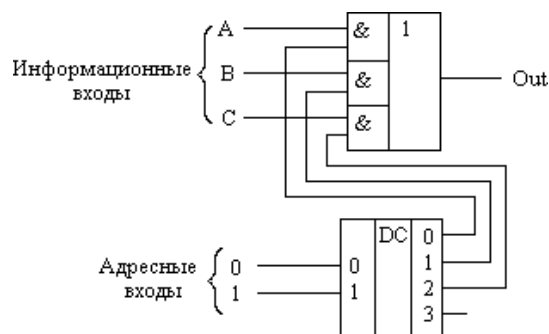 A
& 1
Информационные
входы
B
&
Out
C
&
DC 0
Адресные
входы
0 0 1
1 1 2
3